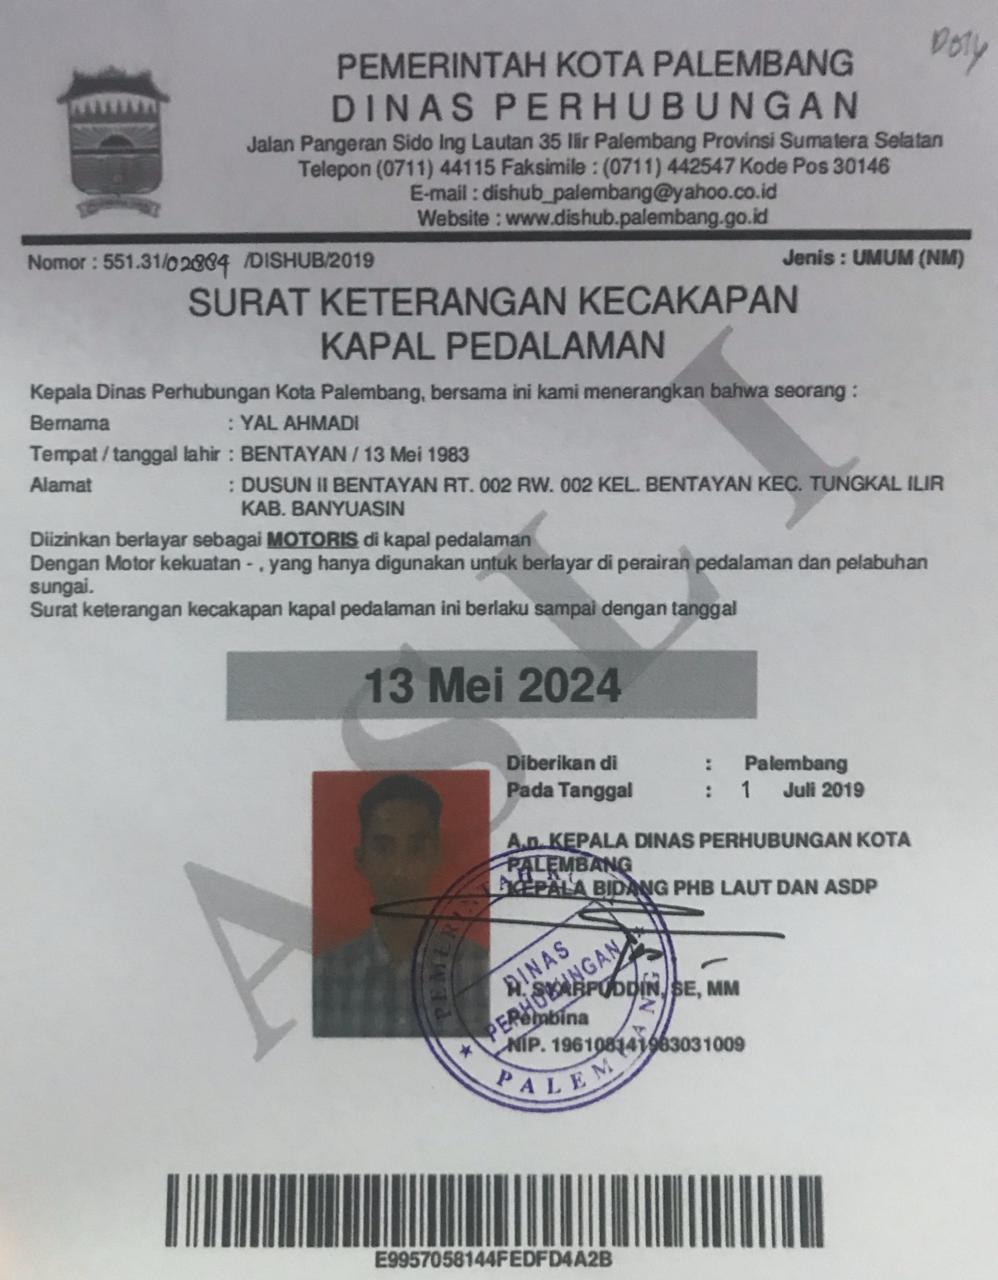 PEMERINTAH KOTA PALEMBANG
DINAS PERHUBUNGAN
Jalan Pangeran Sido Ing Lautan 35 Ilir Palembang Provinsi Sumatera Selatan
Telepon (0711) 44115 Faksimile : (0711) 442547 Kode Pos 30146
E-mail : dishub_palembang@yahoo.co.id
Website : www.dishub.palembang.go.id
Nomor : 551.31/02889 /DISHUB/2019
Jenis : UMUM (NM)
SURAT KETERANGAN KECAKAPAN
KAPAL PEDALAMAN
Kepala Dinas Perhubungan Kota Palembang, bersama ini kami menerangkan bahwa seorang :
Bernama : YAL AHMADI
Tempat / tanggal lahir : BENTAYAN / 13 Mei 1983
Alamat : DUSUN II BENTAYAN RT. 002 RW. 002 KEL. BENTAYAN KEC. TUNGKAL ILIR
KAB. BANYUASIN
Diizinkan berlayar sebagai MOTORIS di kapal pedalaman
Dengan Motor kekuatan - , yang hanya digunakan untuk berlayar di perairan pedalaman dan pelabuhan
sungai.
Surat keterangan kecakapan kapal pedalaman ini berlaku sampai dengan tanggal
ASLI
13 Mei 2024
Diberikan di : Palembang
Pada Tanggal : 1 Juli 2019
A.n. KEPALA DINAS PERHUBUNGAN KOTA
PALEMBANG
KEPALA BIDANG PHB LAUT DAN ASDP
PEMERINTAH
DINAS
PERHUBUNGAN
PALEMBANG
H. SYARPUDDIN, SE, MM
Pembina
NIP. 196108141983031009
E9957058144FEDFD4A2B